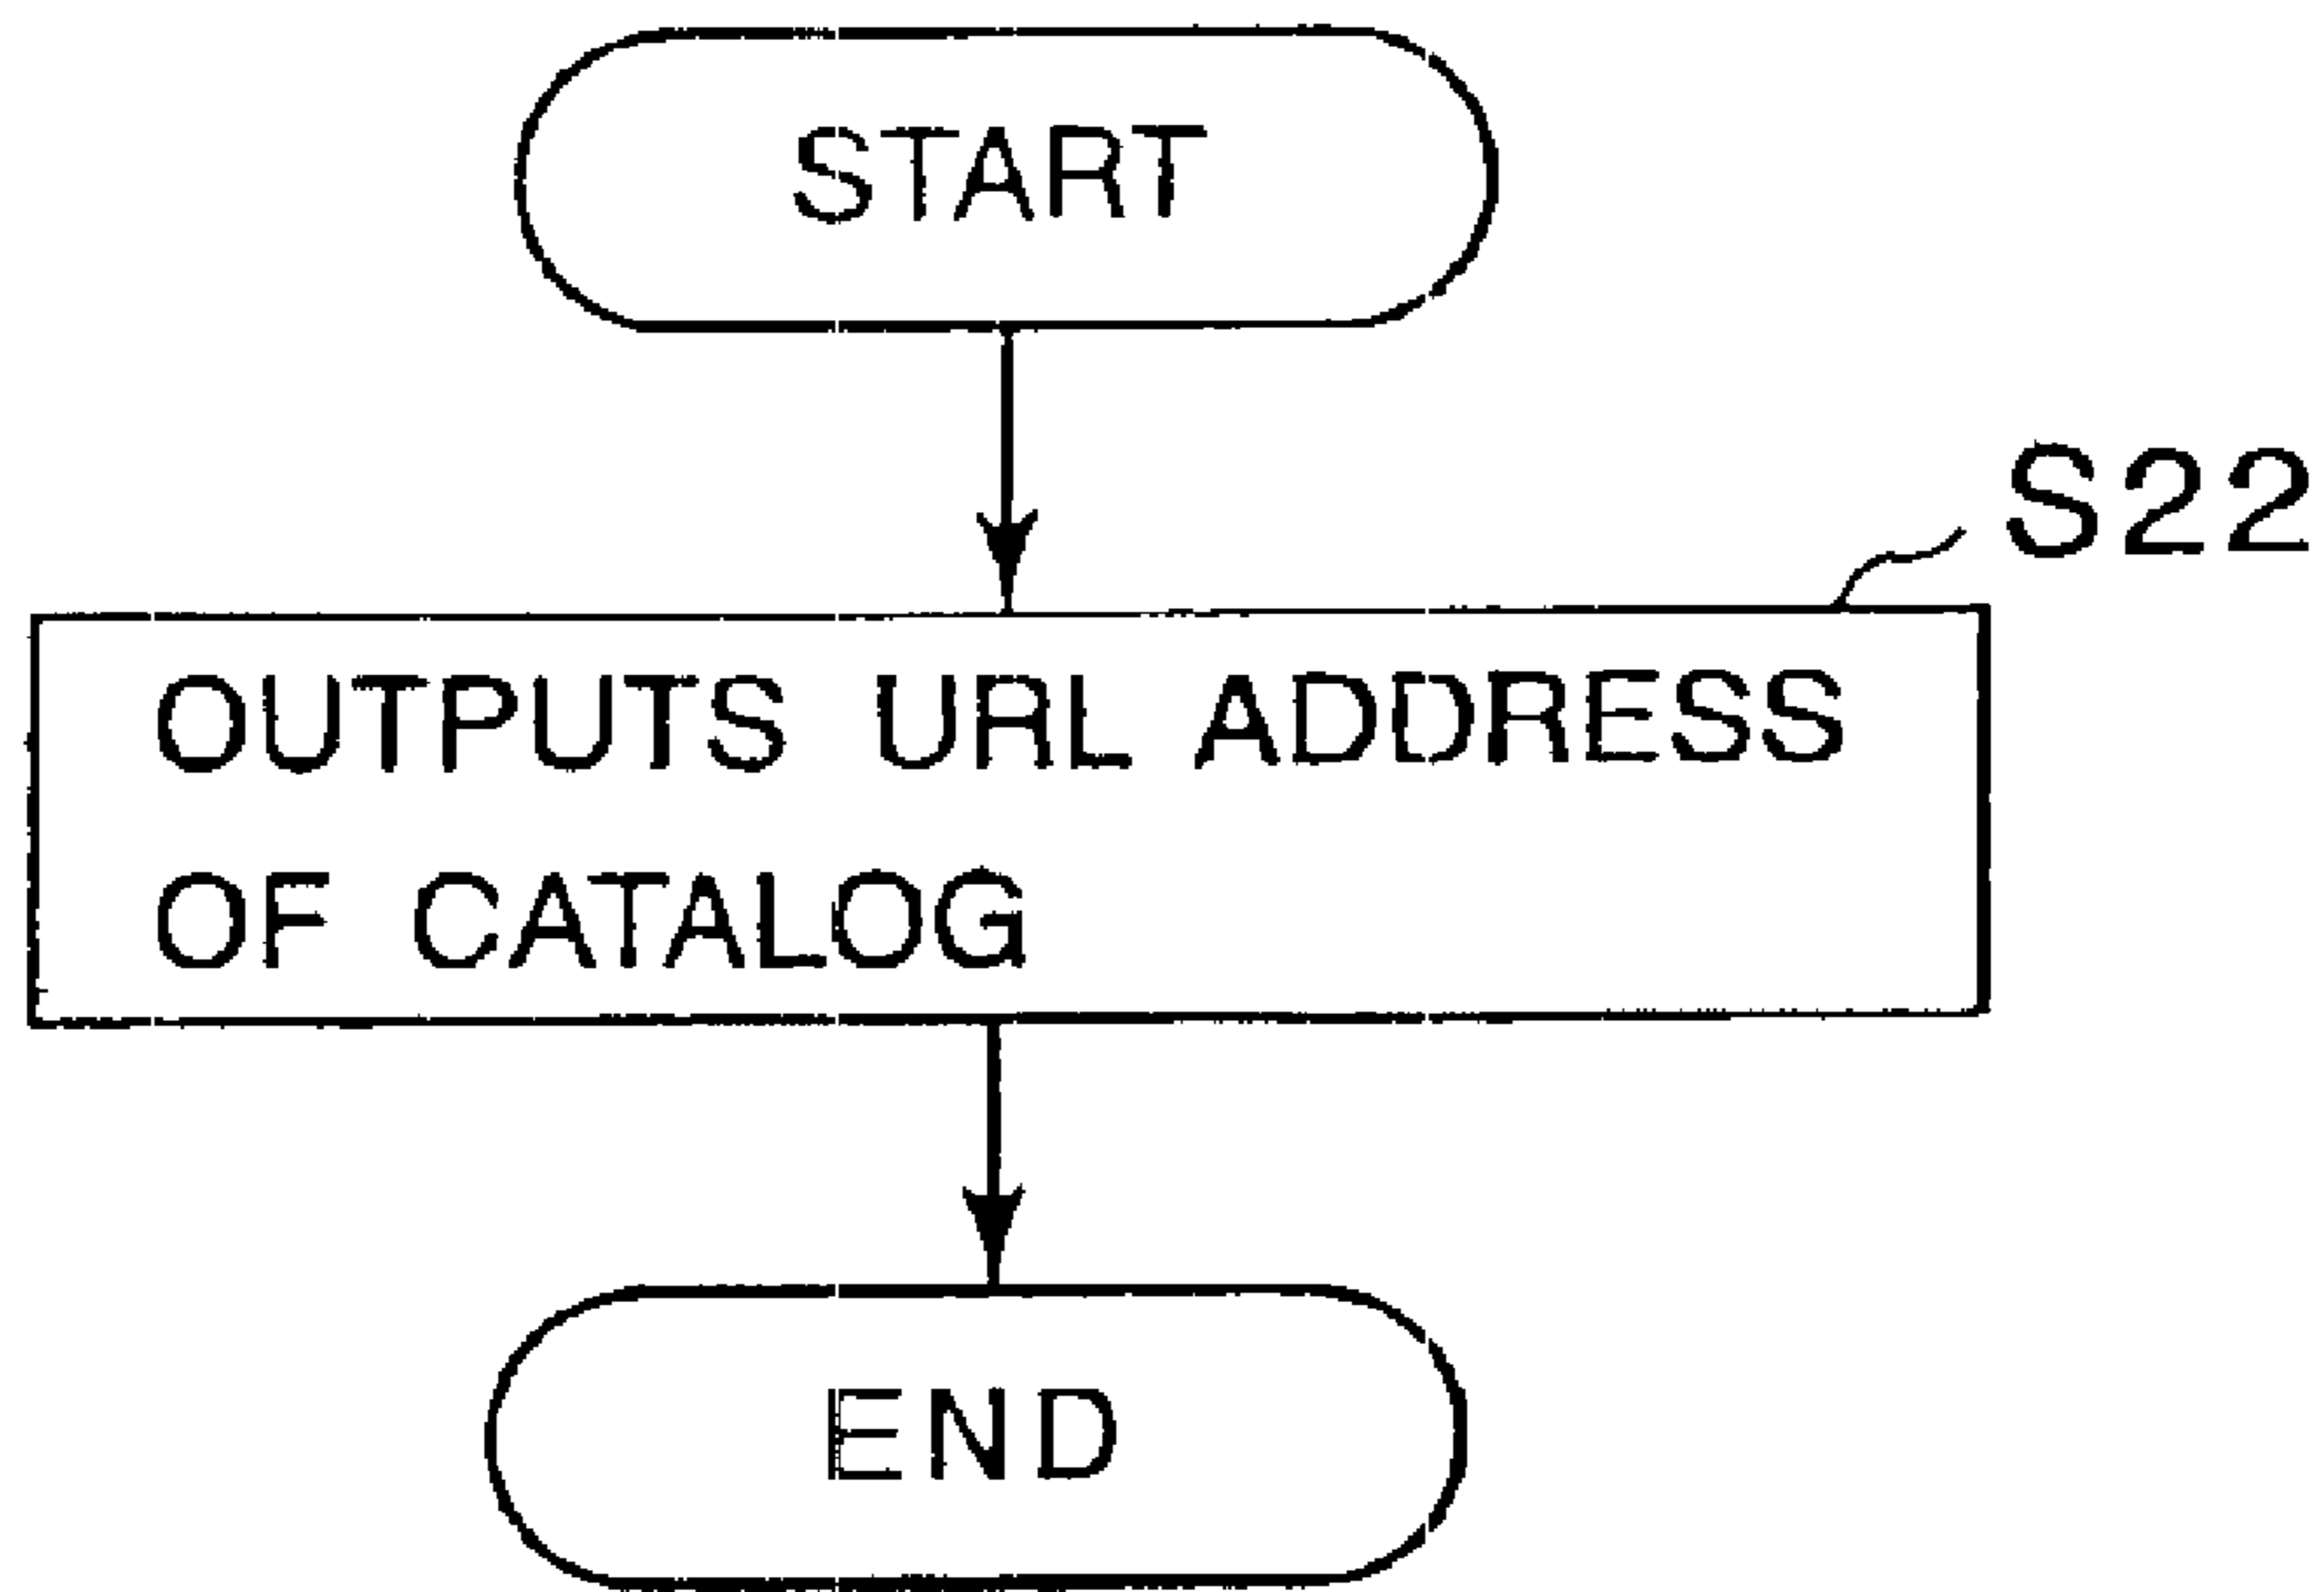 START
S22
OUTPUTS URL ADDRESS
OF CATALOG
END